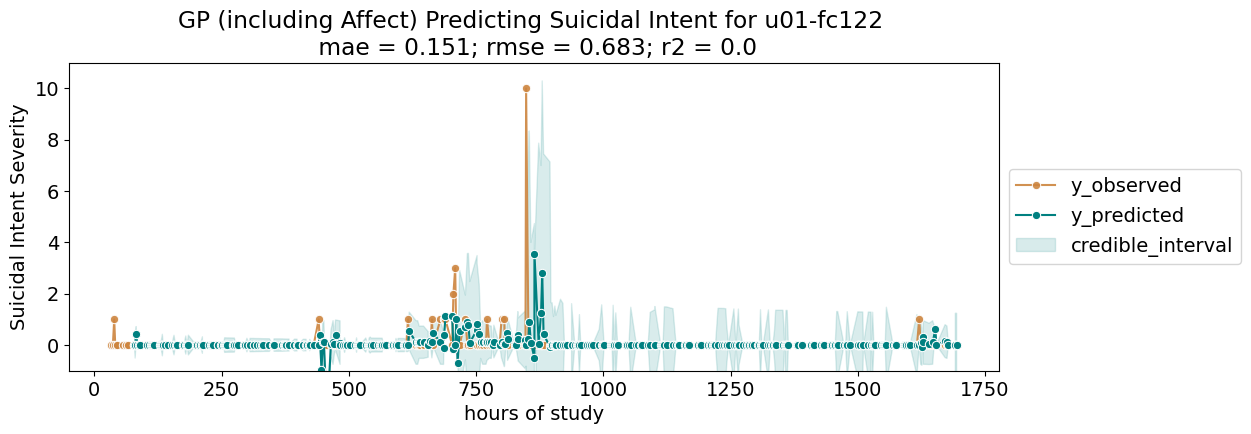 GP (including Affect) Predicting Suicidal Intent for u01-fc122
mae = 0.151; rmse = 0.683; r2 = 0.0
Suicidal Intent Severity
10
8
6
4
2
0
0 250 500 750 1000 1250 1500 1750
hours of study
y_observed
y_predicted
credible_interval